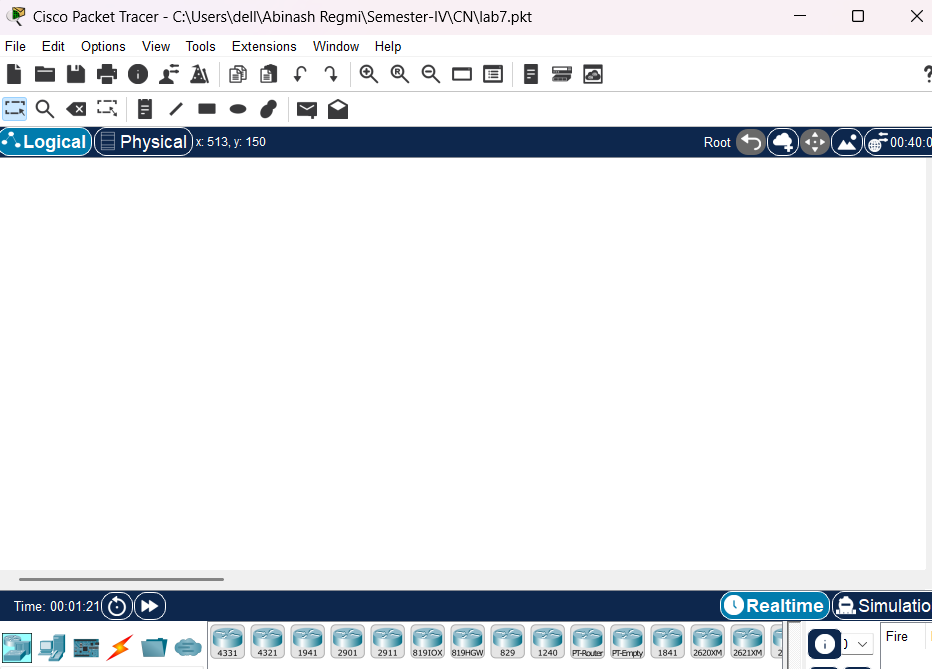 Cisco Packet Tracer - C:\Users\dell\Abinash Regmi\Semester-IV\CN\lab7.pkt
File Edit Options View Tools Extensions Window Help
Logical Physical x: 513, y: 150 Root 00:40:0
Time: 00:01:21 Realtime Simulatio
4331 4321 1941 2901 2911 819IOX 819HGW 829 1240 PT-Router PT-Empty 1841 2620XM 2621XM 2
Fire